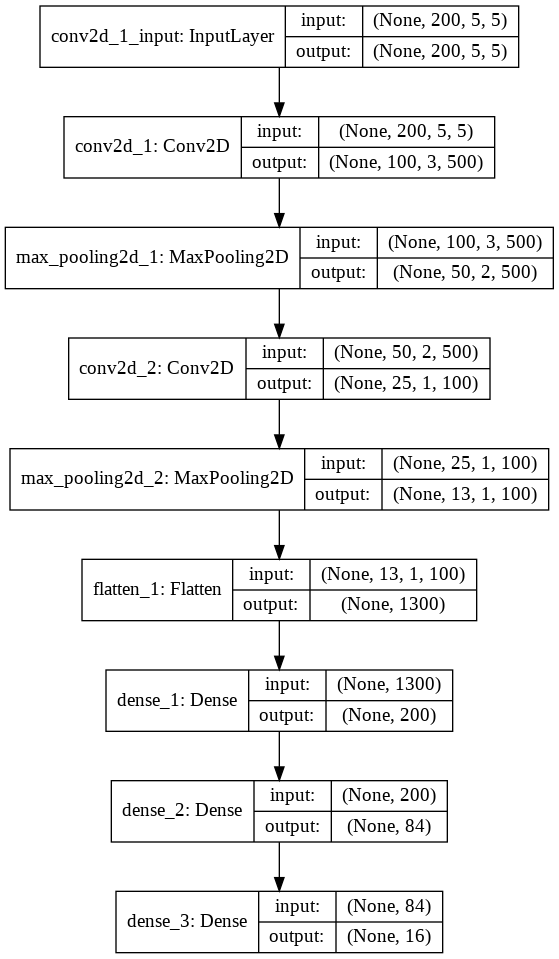 conv2d_1_input: InputLayer
input: (None, 200, 5, 5)
output: (None, 200, 5, 5)
conv2d_1: Conv2D
input: (None, 200, 5, 5)
output: (None, 100, 3, 500)
max_pooling2d_1: MaxPooling2D
input: (None, 100, 3, 500)
output: (None, 50, 2, 500)
conv2d_2: Conv2D
input: (None, 50, 2, 500)
output: (None, 25, 1, 100)
max_pooling2d_2: MaxPooling2D
input: (None, 25, 1, 100)
output: (None, 13, 1, 100)
flatten_1: Flatten
input: (None, 13, 1, 100)
output: (None, 1300)
dense_1: Dense
input: (None, 1300)
output: (None, 200)
dense_2: Dense
input: (None, 200)
output: (None, 84)
dense_3: Dense
input: (None, 84)
output: (None, 16)